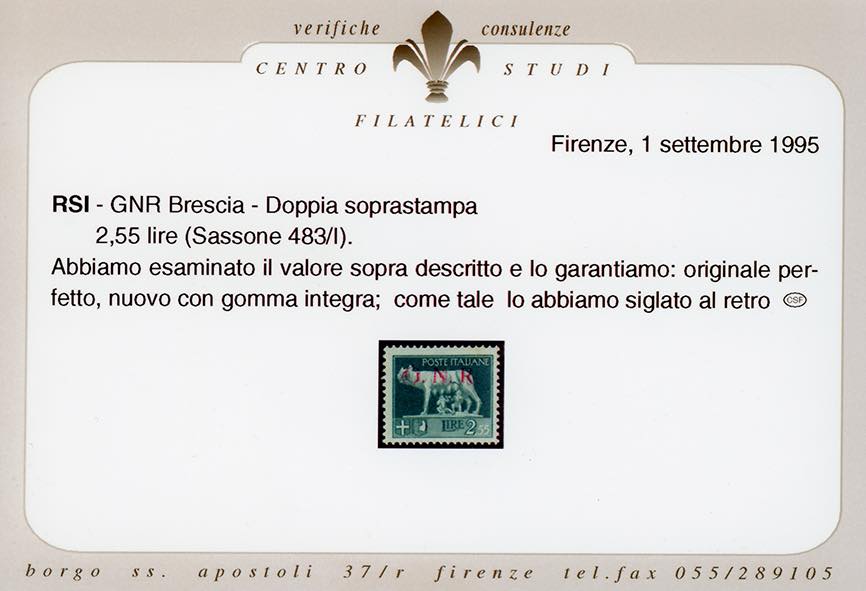 verifiche consulenze
CENTRO STUDI
FILATELICI
Firenze, 1 settembre 1995
RSI - GNR Brescia - Doppia soprastampa
2,55 lire (Sassone 483/I).
Abbiamo esaminato il valore sopra descritto e lo garantiamo: originale per-
fetto, nuovo con gomma integra; come tale lo abbiamo siglato al retro CSF
POSTE ITALIANE
G. N. R
LIRE 2,55
borgo ss. apostoli 37/r firenze tel.fax 055/289105